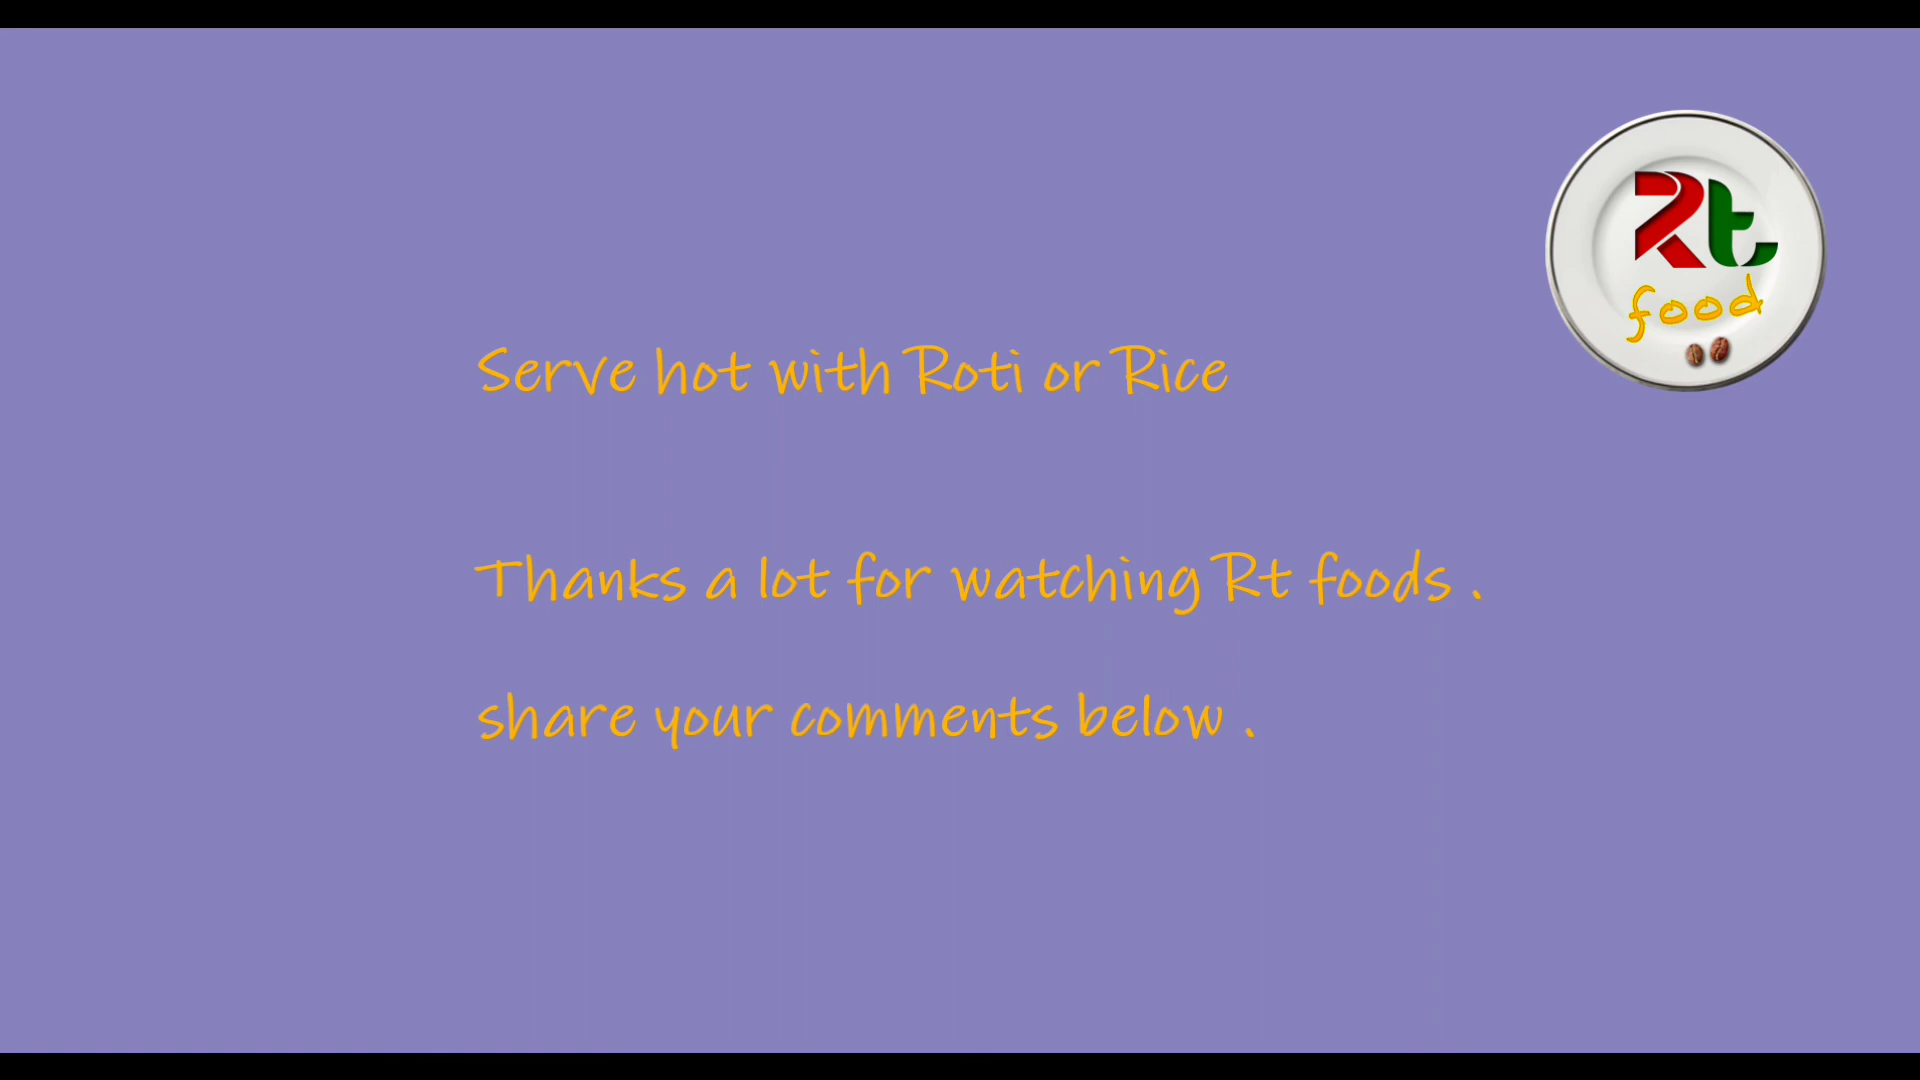 Rt
food
Serve hot with Roti or Rice
Thanks a lot for watching Rt foods .
share your comments below .